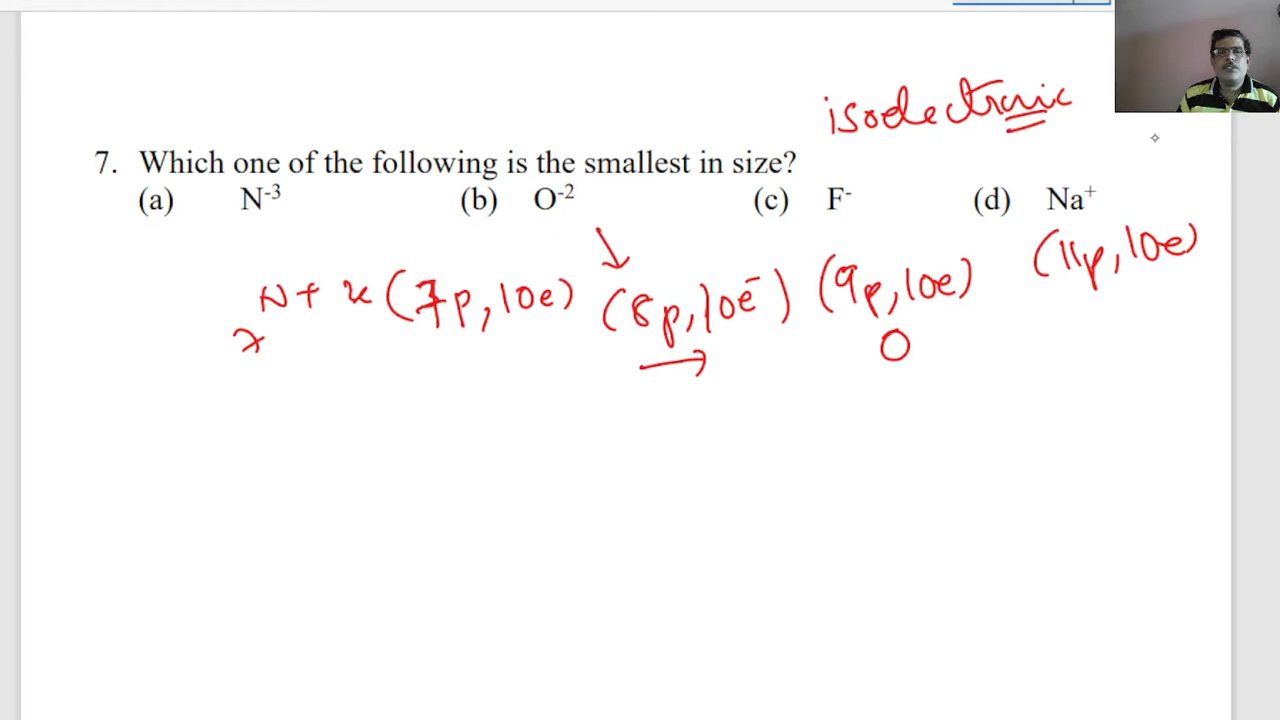 isoelectronic
7. Which one of the following is the smallest in size?
(a) N-3 (b) O-2 (c) F- (d) Na+
N + x (7p, 10e) (8p, 10e-) (9p, 10e) (11p, 10e)